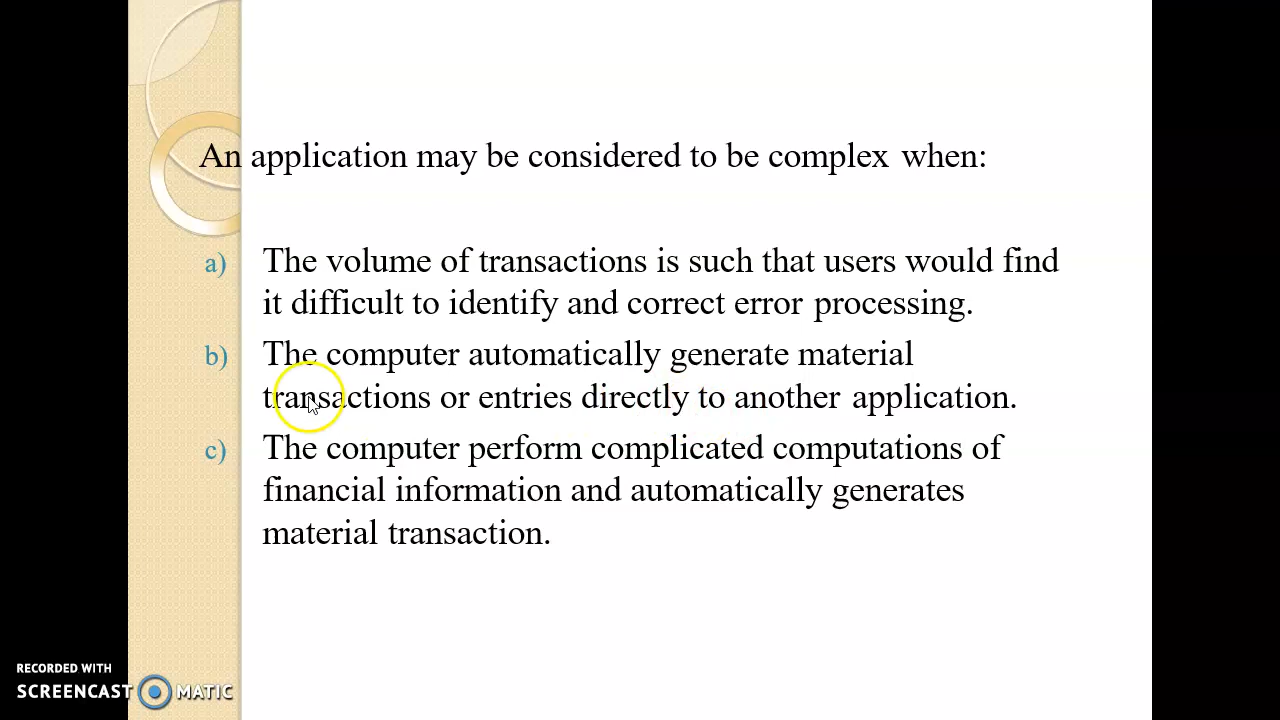 An application may be considered to be complex when:
a) The volume of transactions is such that users would find
it difficult to identify and correct error processing.
b) The computer automatically generate material
transactions or entries directly to another application.
c) The computer perform complicated computations of
financial information and automatically generates
material transaction.
RECORDED WITH
SCREENCAST MATIC